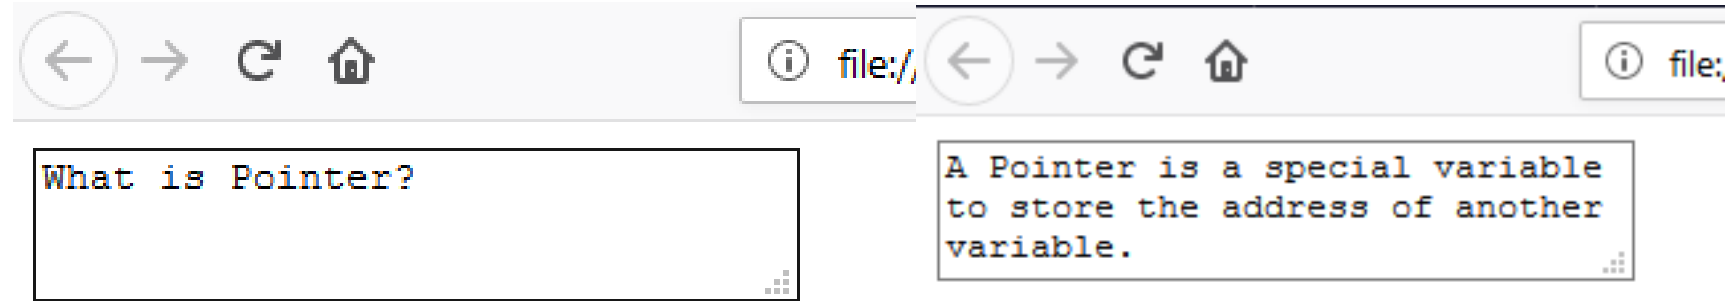 file://
What is Pointer?
file:/
A Pointer is a special variable
to store the address of another
variable.